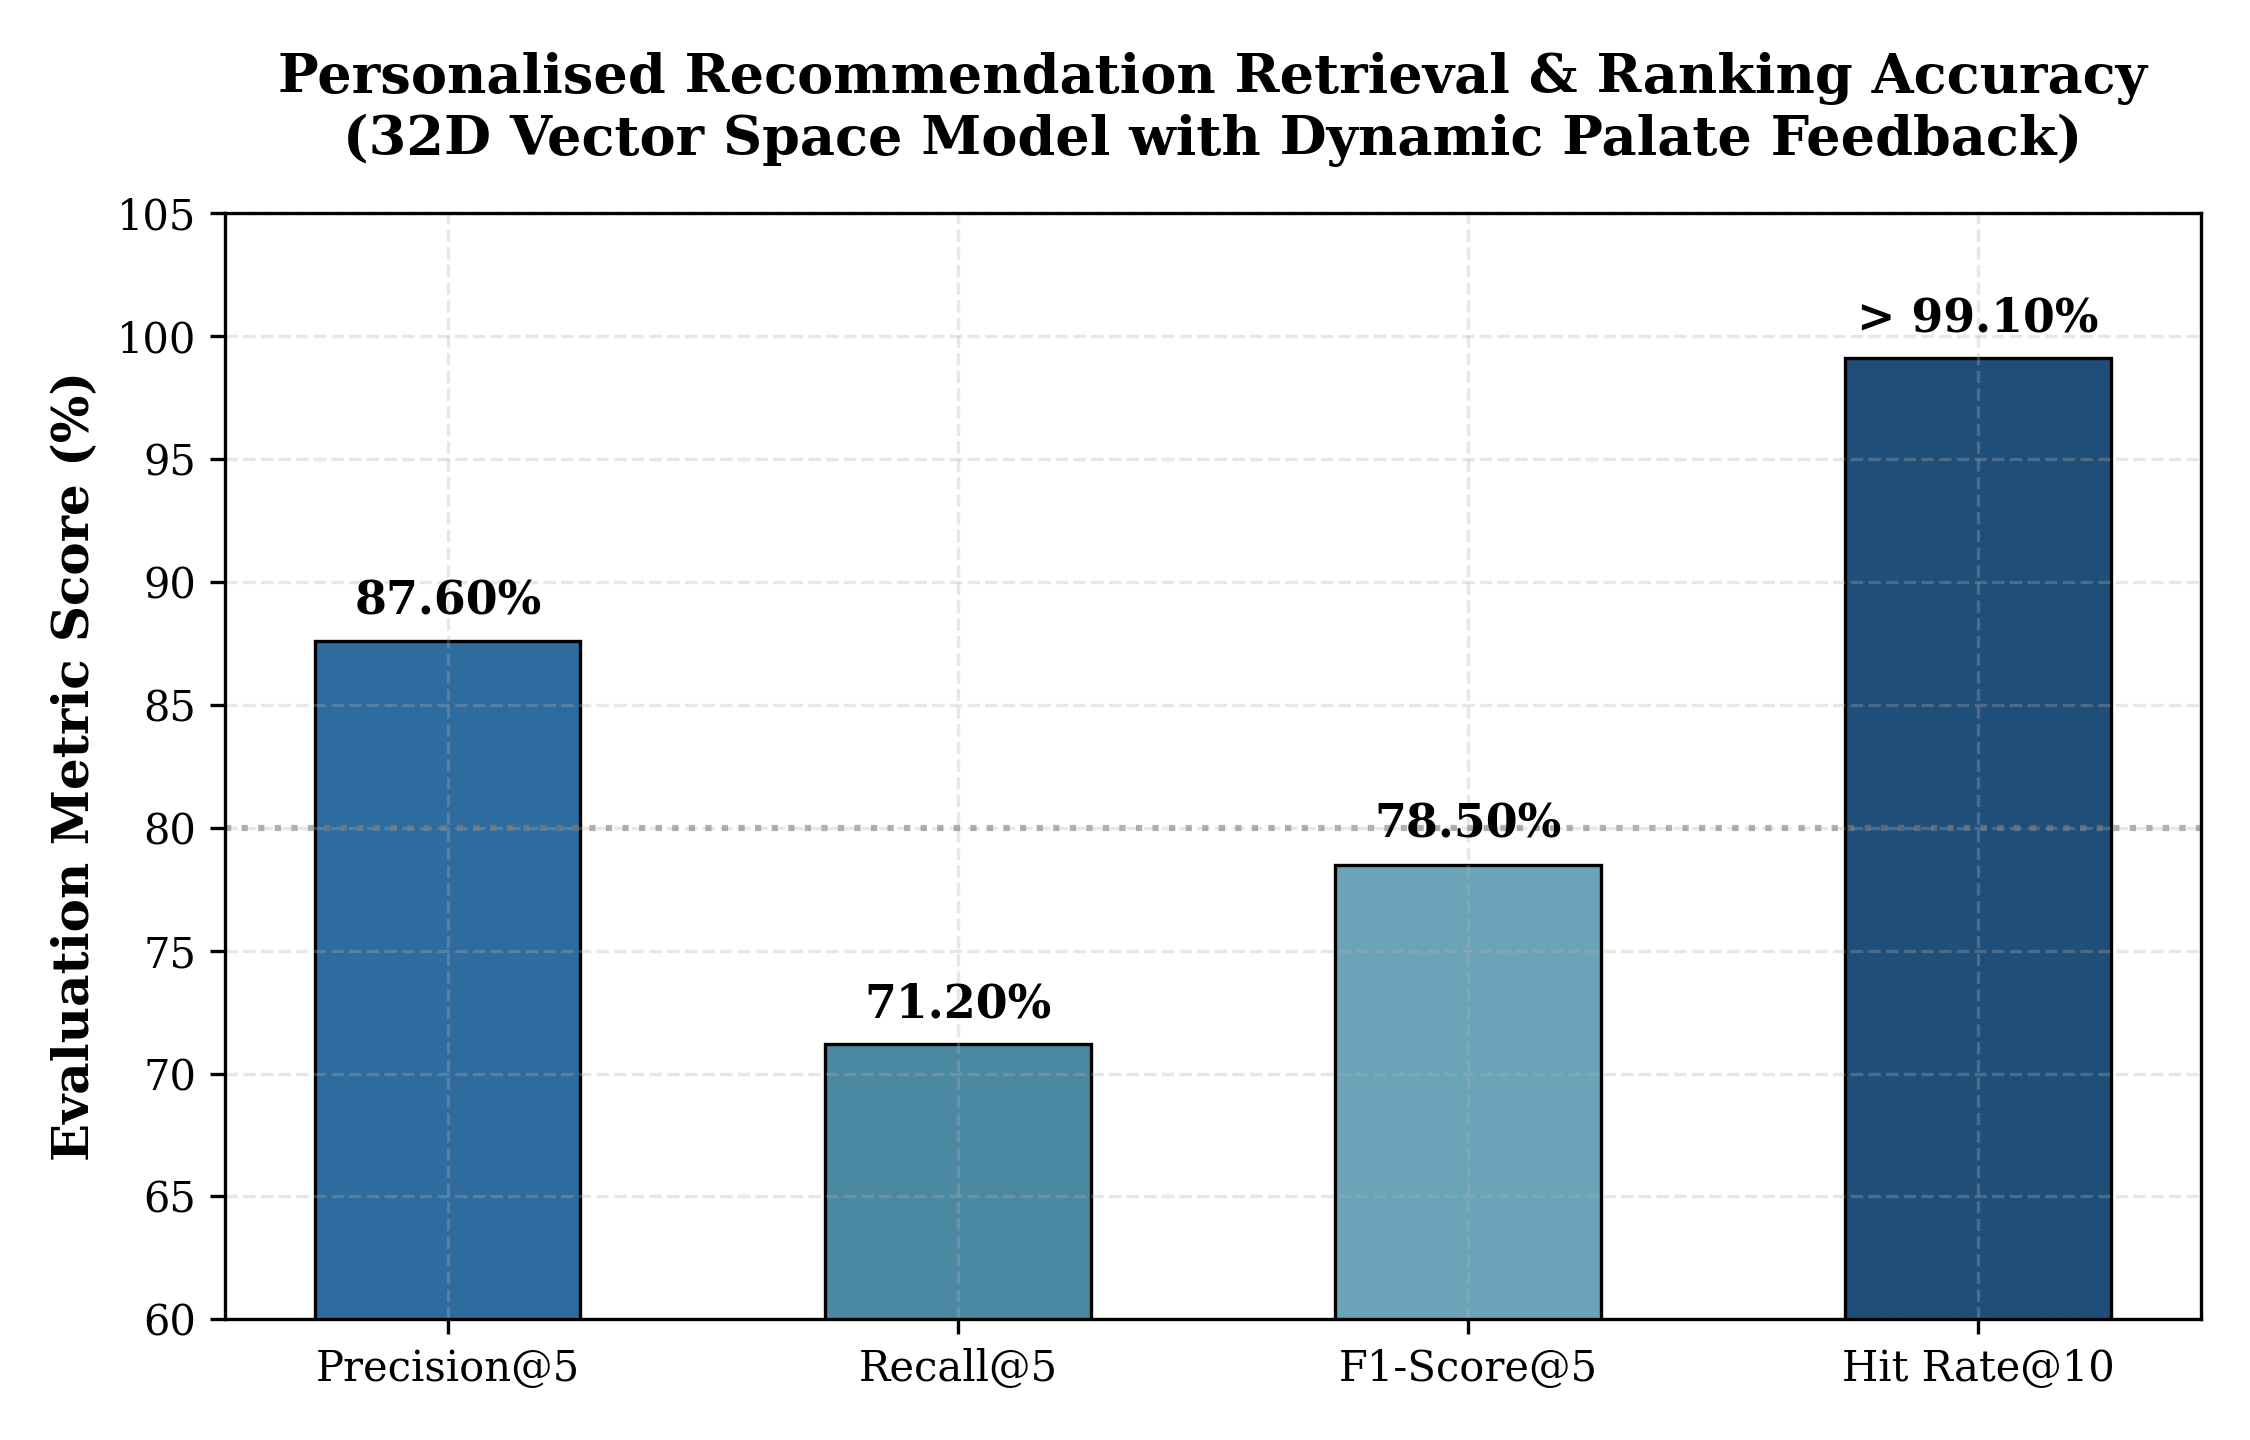 Personalised Recommendation Retrieval & Ranking Accuracy
(32D Vector Space Model with Dynamic Palate Feedback)
Evaluation Metric Score (%)
105
100
95
90
85
80
75
70
65
60
87.60%
71.20%
78.50%
> 99.10%
Precision@5
Recall@5
F1-Score@5
Hit Rate@10